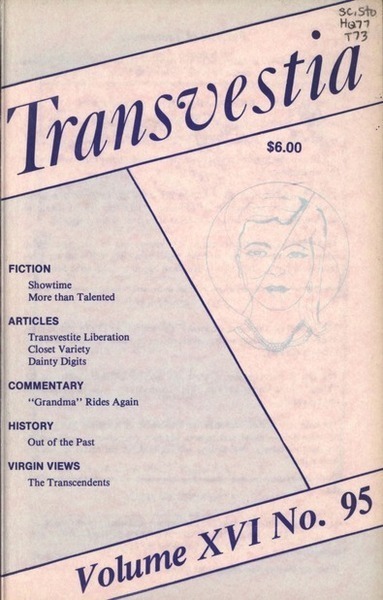 SC, Sto
HQ77
T73
Transvestia
$6.00
FICTION
Showtime
More than Talented
ARTICLES
Transvestite Liberation
Closet Variety
Dainty Digits
COMMENTARY
"Grandma" Rides Again
HISTORY
Out of the Past
VIRGIN VIEWS
The Transcendents
Volume XVI No. 95